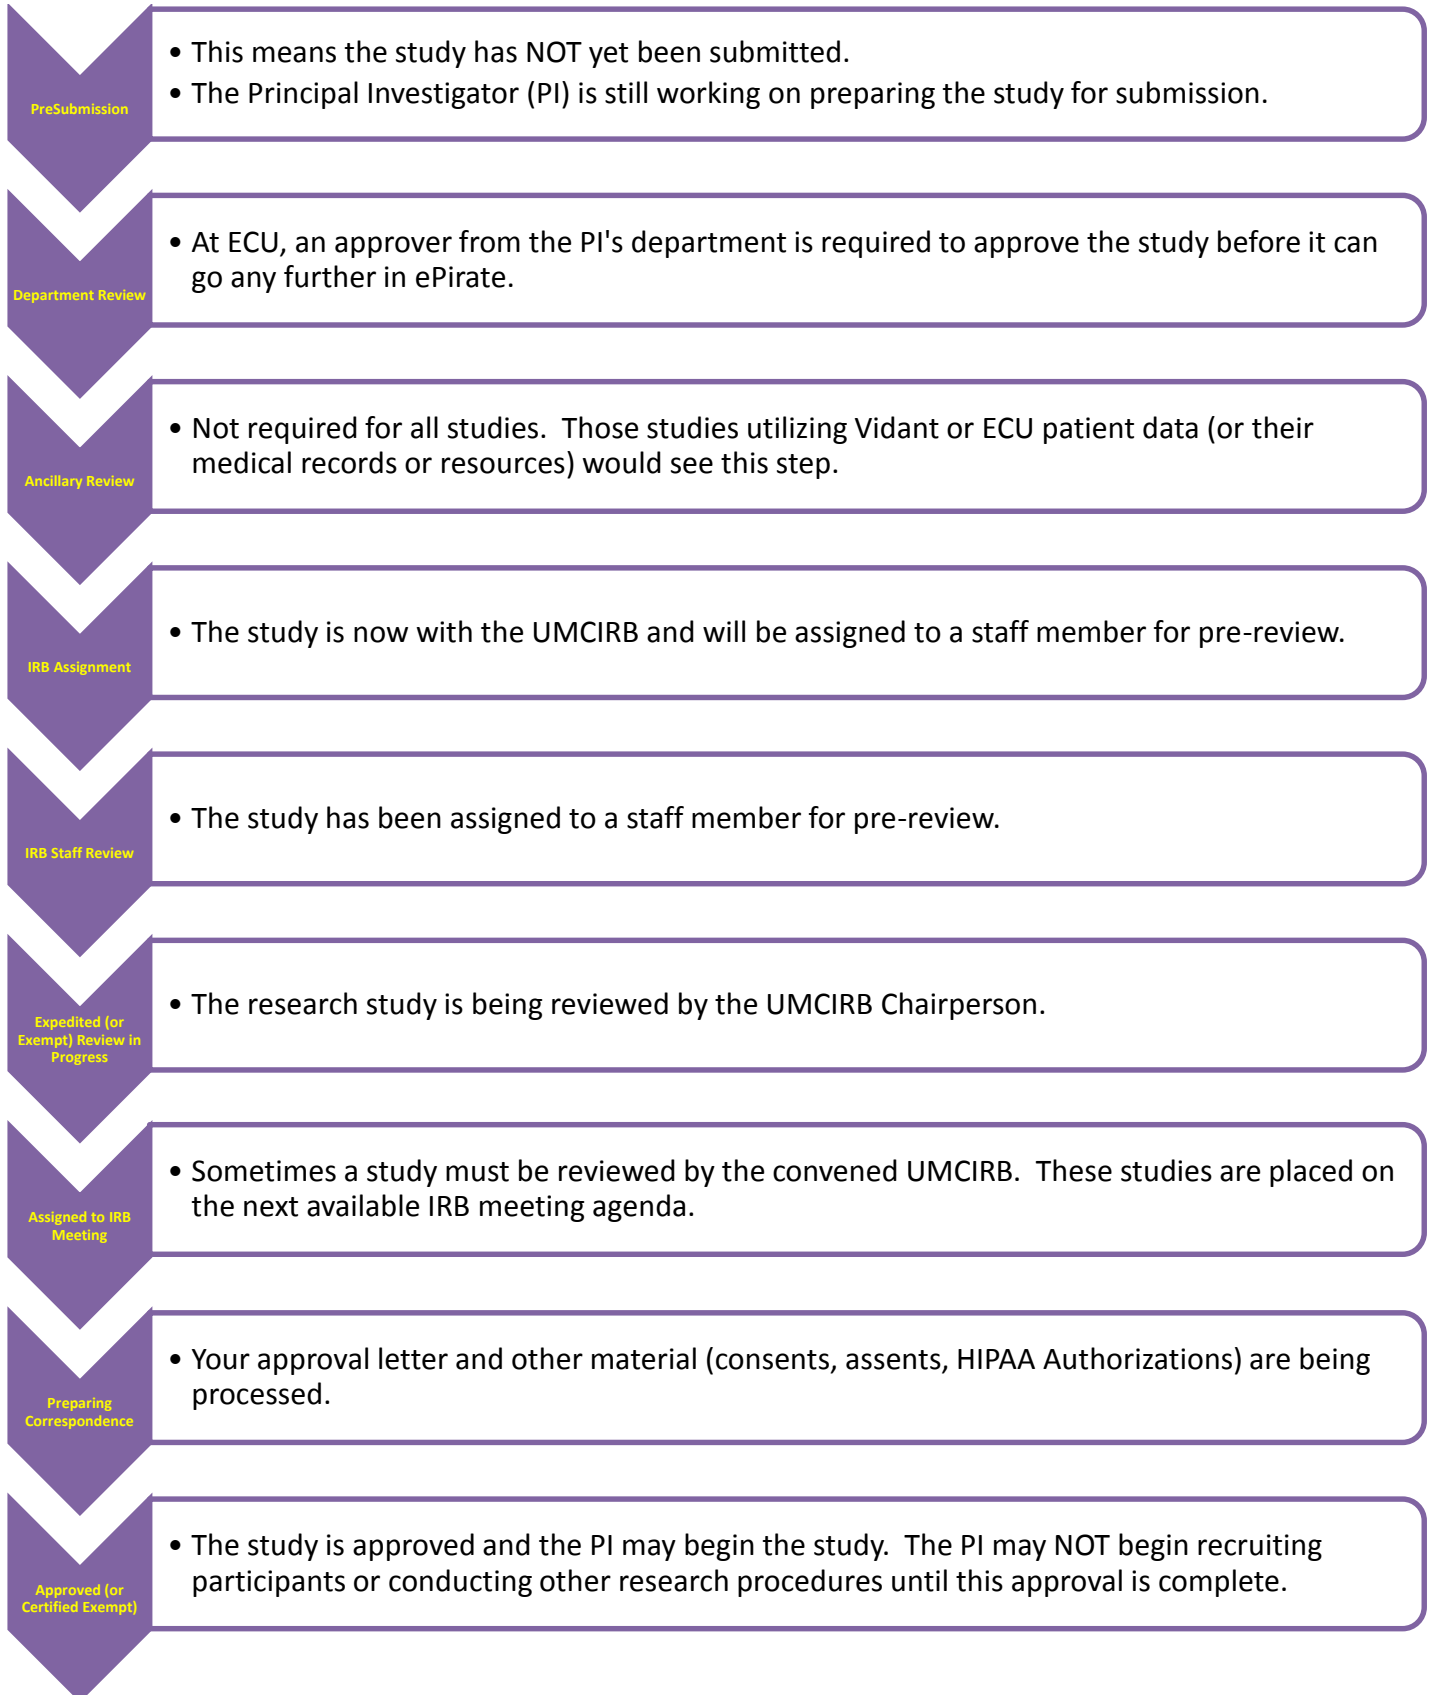 PreSubmission
• This means the study has NOT yet been submitted.
• The Principal Investigator (PI) is still working on preparing the study for submission.
Department Review
• At ECU, an approver from the PI's department is required to approve the study before it can
go any further in ePirate.
Ancillary Review
• Not required for all studies.  Those studies utilizing Vidant or ECU patient data (or their
medical records or resources) would see this step.
IRB Assignment
• The study is now with the UMCIRB and will be assigned to a staff member for pre-review.
IRB Staff Review
• The study has been assigned to a staff member for pre-review.
Expedited (or
Exempt) Review in
Progress
• The research study is being reviewed by the UMCIRB Chairperson.
Assigned to IRB
Meeting
• Sometimes a study must be reviewed by the convened UMCIRB.  These studies are placed on
the next available IRB meeting agenda.
Preparing
Correspondence
• Your approval letter and other material (consents, assents, HIPAA Authorizations) are being
processed.
Approved (or
Certified Exempt)
• The study is approved and the PI may begin the study.  The PI may NOT begin recruiting
participants or conducting other research procedures until this approval is complete.